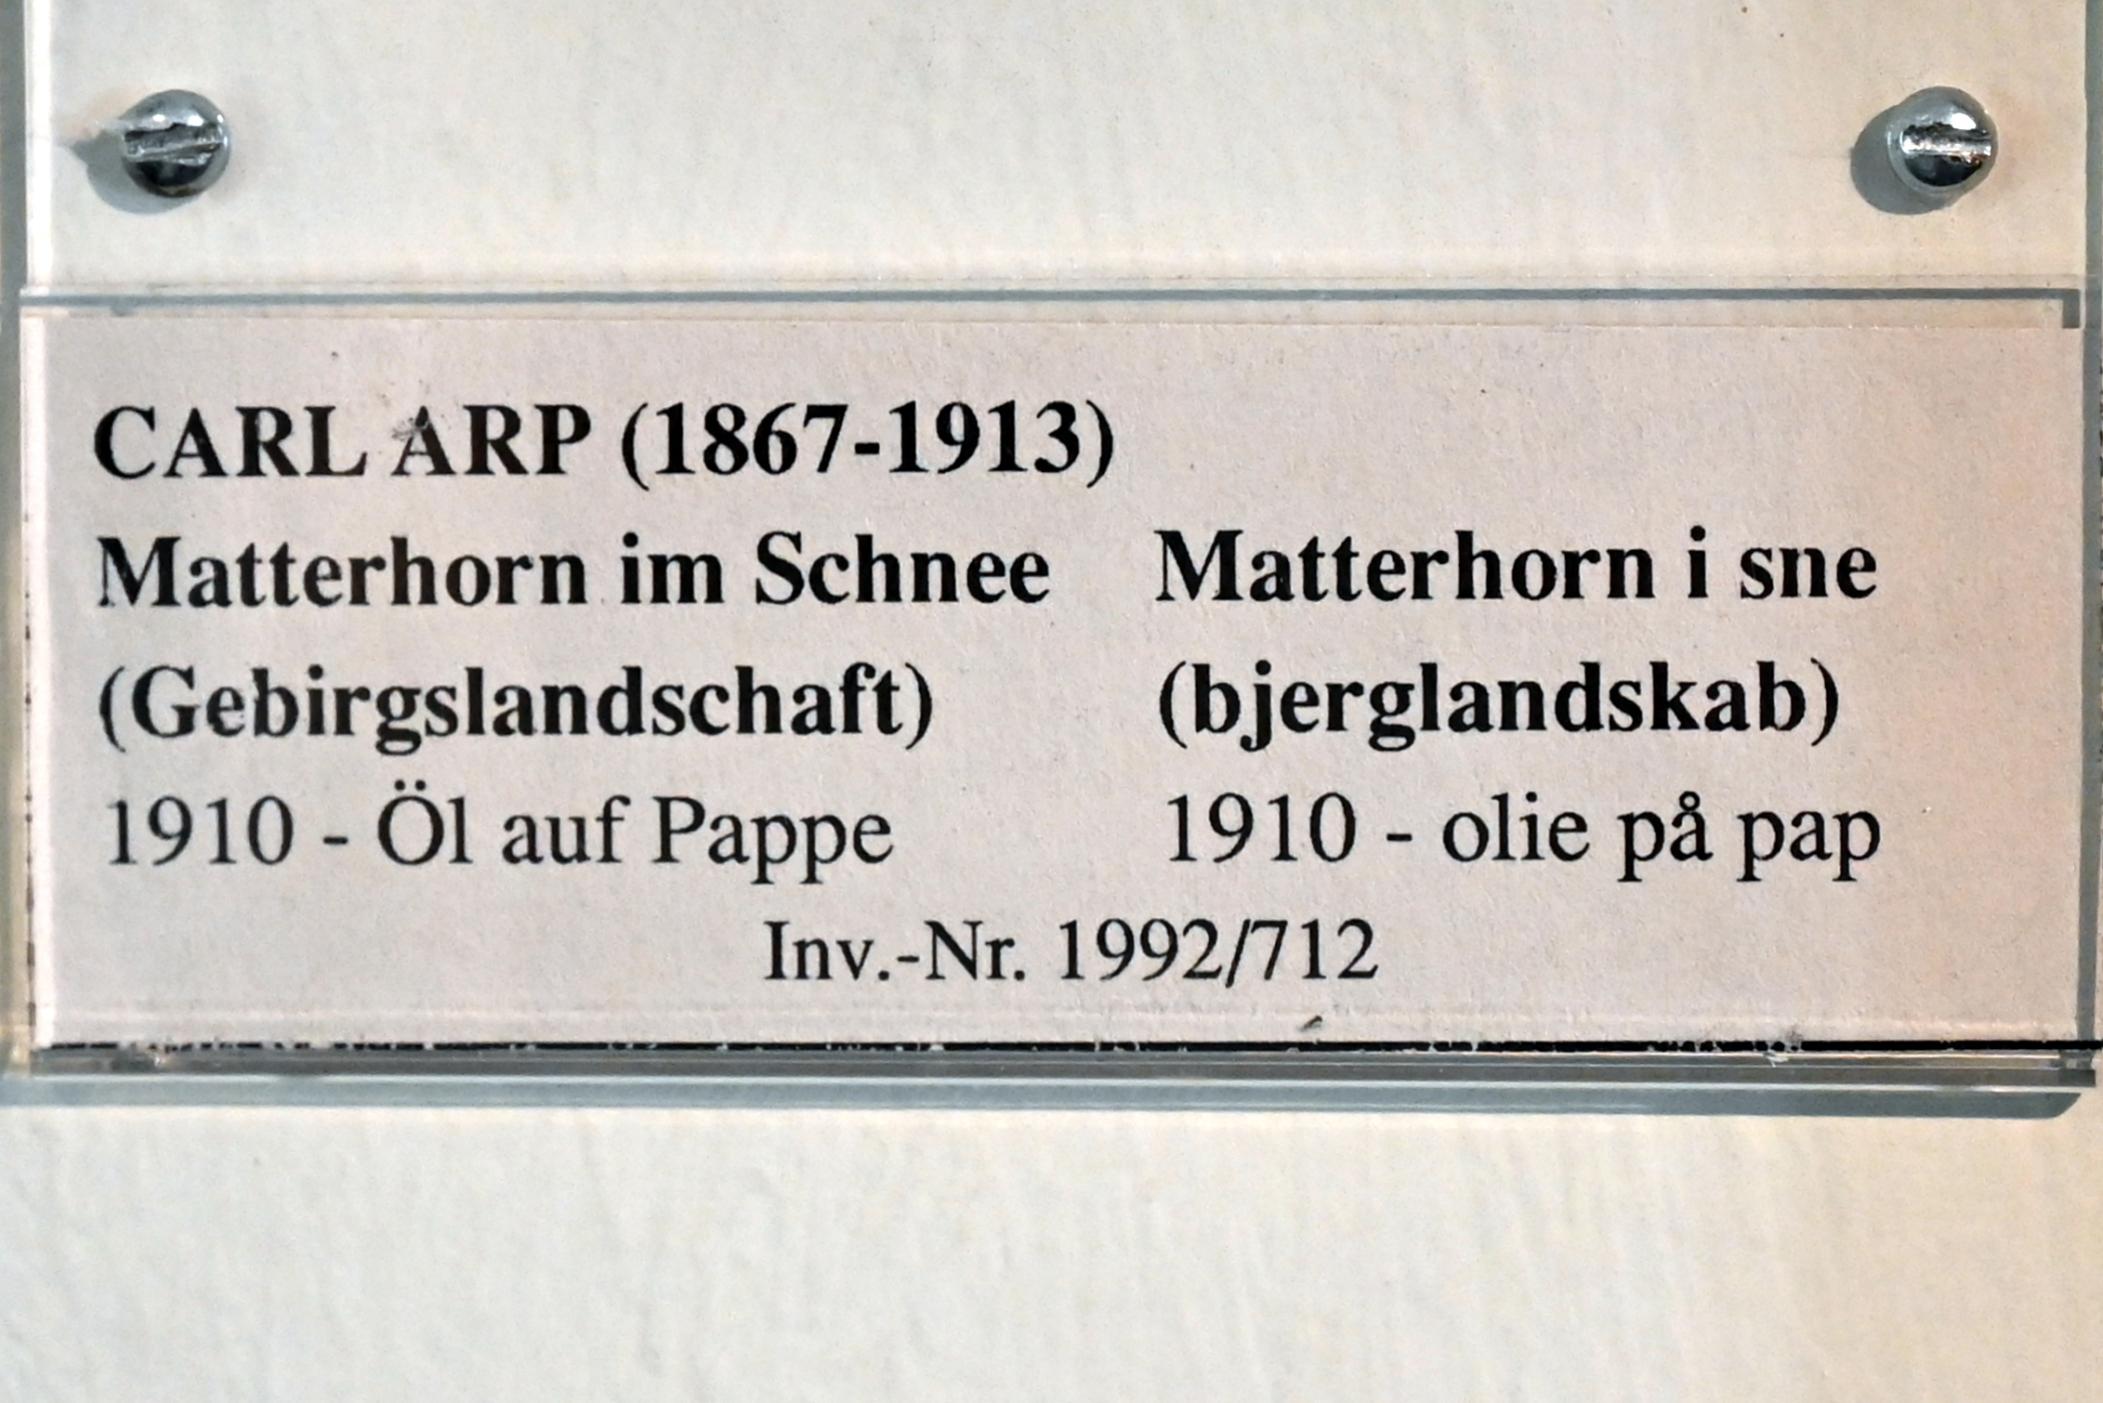 CARL ARP (1867-1913)
Matterhorn im Schnee Matterhorn i sne
(Gebirgslandschaft) (bjerglandskab)
1910 - Öl auf Pappe 1910 - olie på pap
Inv.-Nr. 1992/712